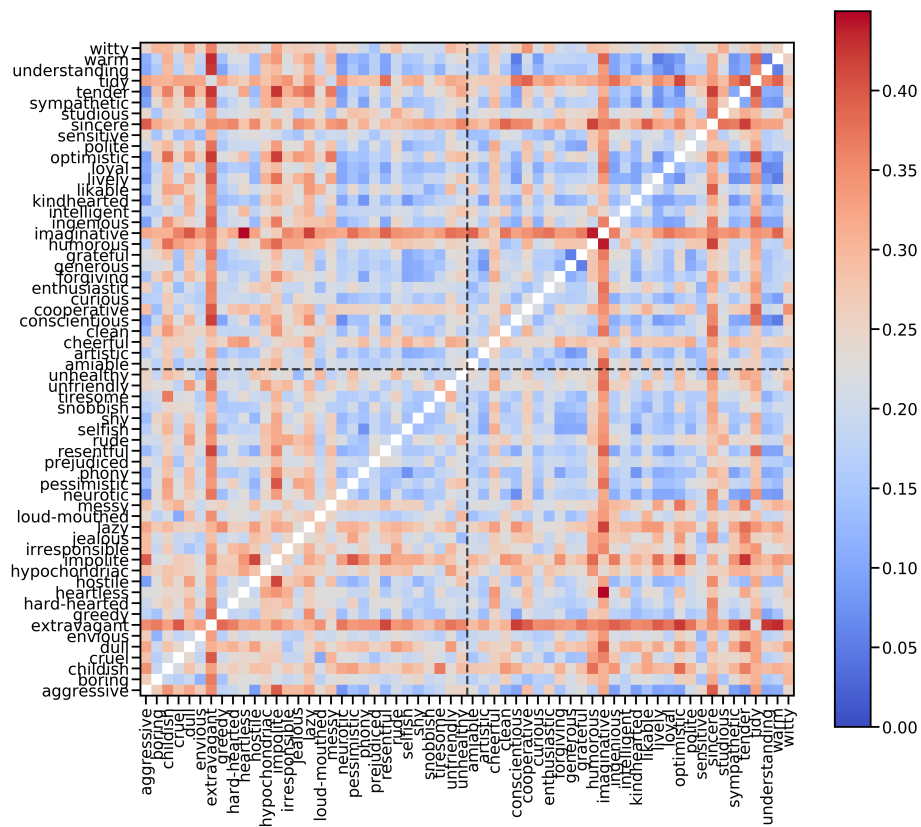 witty
warm
understanding
tidy
tender
sympathetic
studious
sincere
sensitive
polite
optimistic
loyal
lively
likable
kindhearted
intelligent
ingenous
imaginative
humorous
grateful
generous
forgiving
enthusiastic
curious
cooperative
conscientious
clean
cheerful
artistic
amiable
unhealthy
unfriendly
tiresome
snobbish
shy
selfish
rude
resentful
prejudiced
phony
pessimistic
neurotic
messy
loud-mouthed
lazy
jealous
irresponsible
impolite
hypochondriac
hostile
heartless
hard-hearted
greedy
extravagant
envious
dull
cruel
childish
boring
aggressive
aggressive
boring
childish
cruel
dull
envious
extravagant
greedy
hard-hearted
heartless
hostile
hypochondriac
impolite
irresponsible
jealous
lazy
loud-mouthed
messy
neurotic
pessimistic
phony
prejudiced
resentful
rude
selfish
shy
snobbish
tiresome
unfriendly
unhealthy
amiable
artistic
cheerful
clean
conscientious
cooperative
curious
enthusiastic
forgiving
generous
grateful
humorous
imaginative
ingenous
intelligent
kindhearted
likable
lively
loyal
optimistic
polite
sensitive
sincere
studious
sympathetic
tender
tidy
understanding
warm
witty
0.40
0.35
0.30
0.25
0.20
0.15
0.10
0.05
0.00